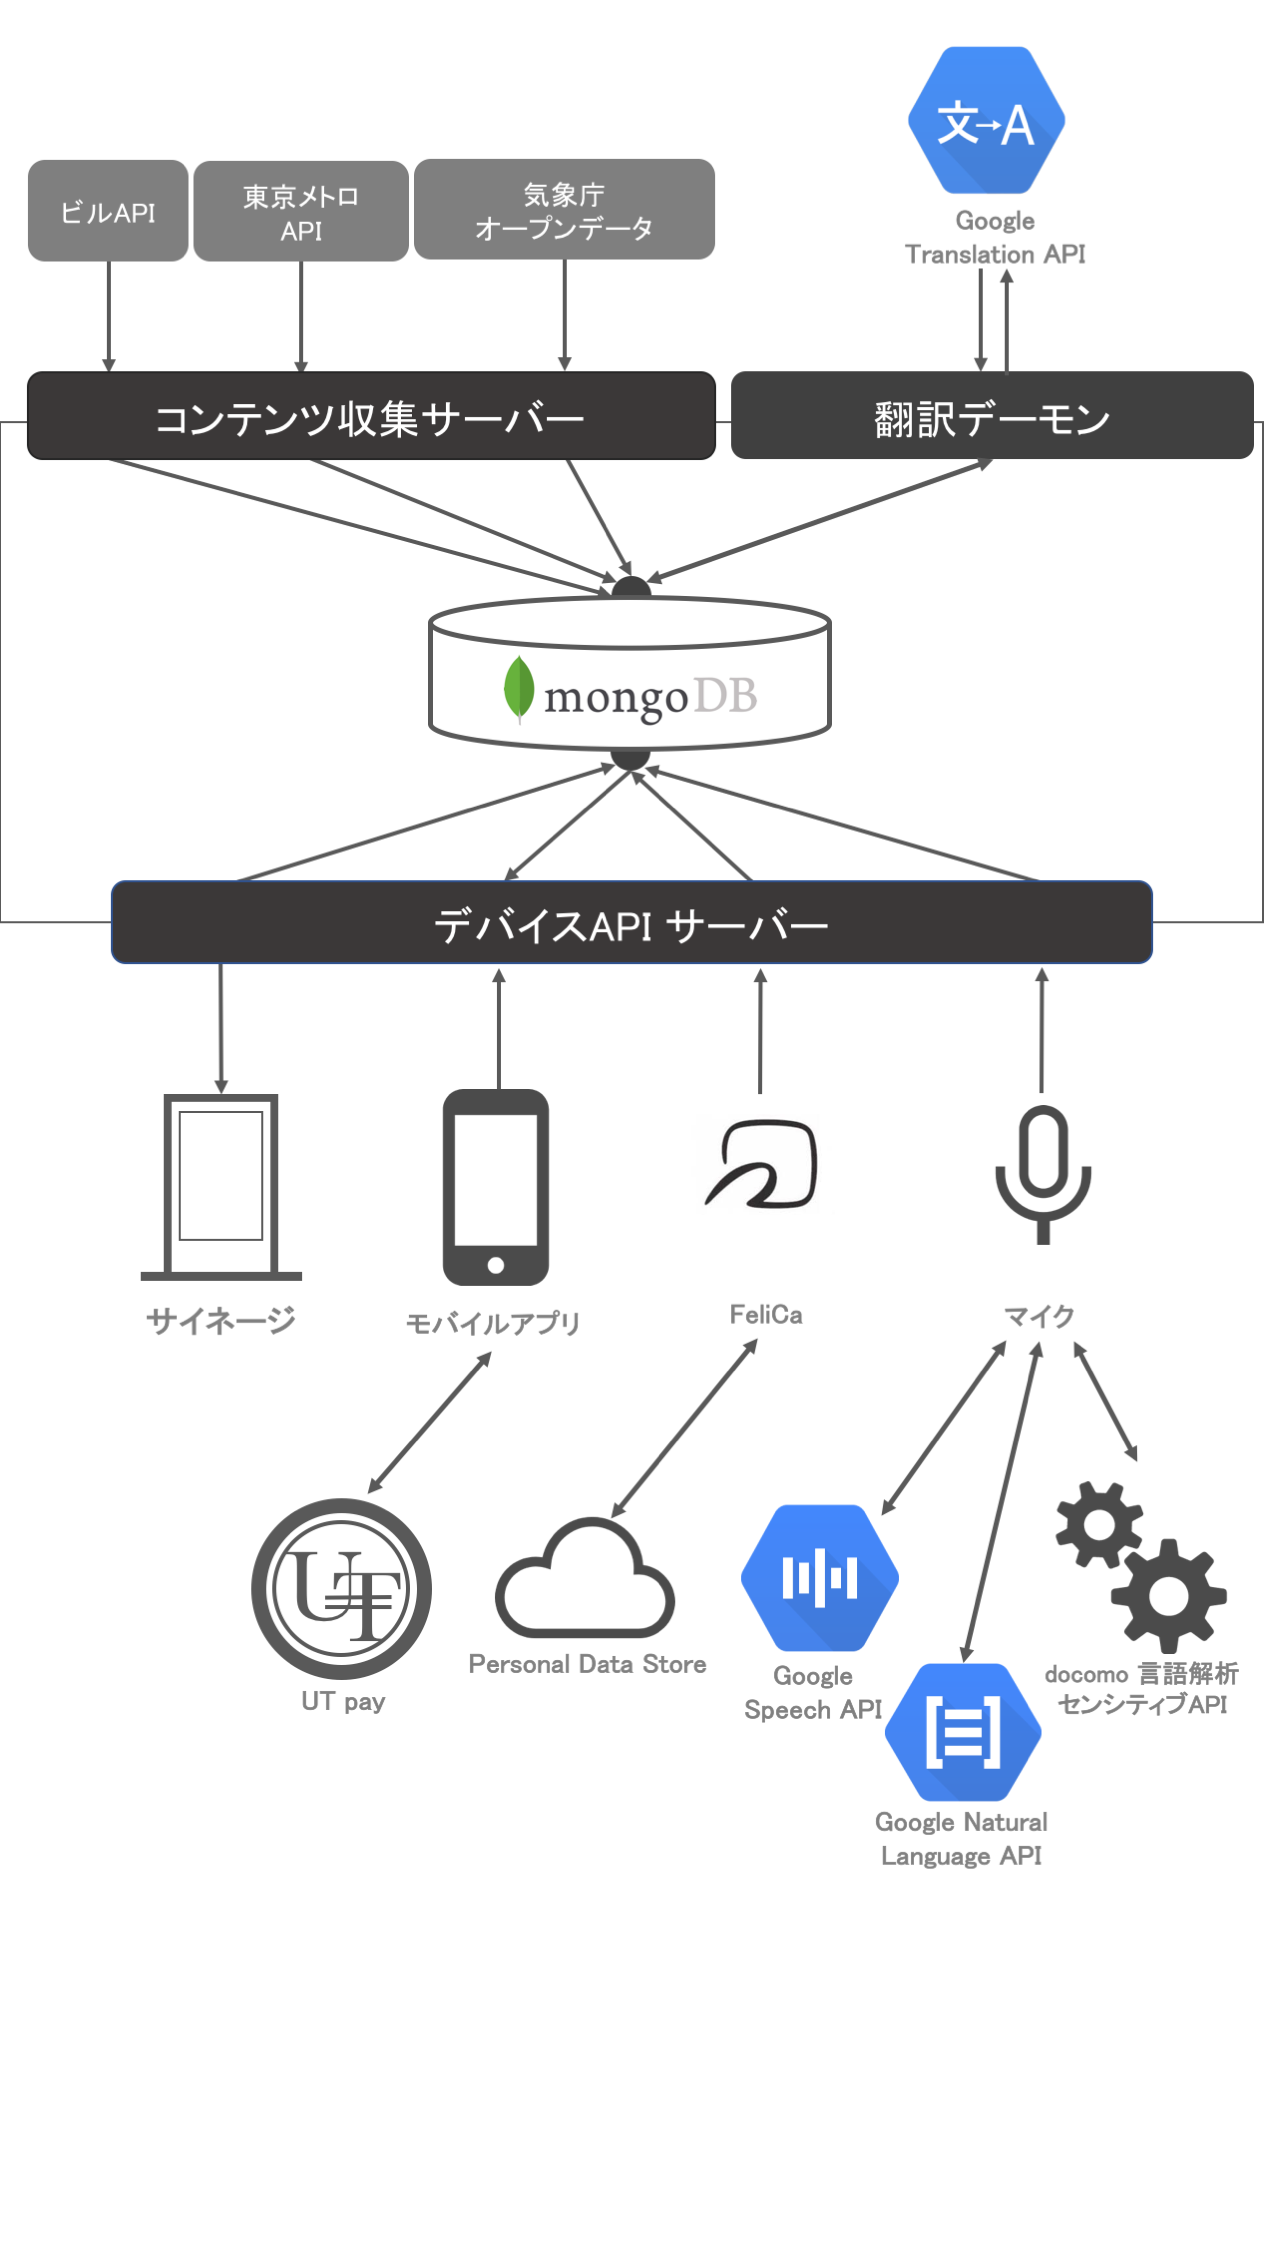 文→A
Google
Translation API
ビルAPI
東京メトロ
API
気象庁
オープンデータ
コンテンツ収集サーバー
翻訳デーモン
mongoDB
デバイスAPI サーバー
サイネージ
モバイルアプリ
FeliCa
マイク
UT
UT pay
Personal Data Store
Google
Speech API
docomo 言語解析
センシティブAPI
Google Natural
Language API